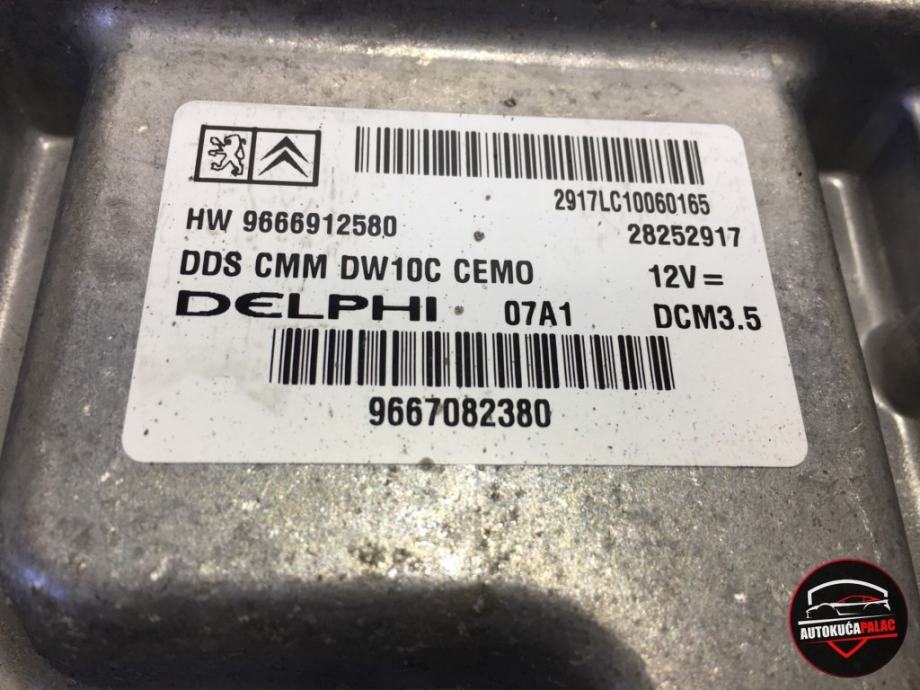 2917LC10060165
HW 9666912580 28252917
DDS CMM DW10C CEMO 12V =
DELPHI 07A1 DCM3.5
9667082380
AUTOKUĆAPALAC